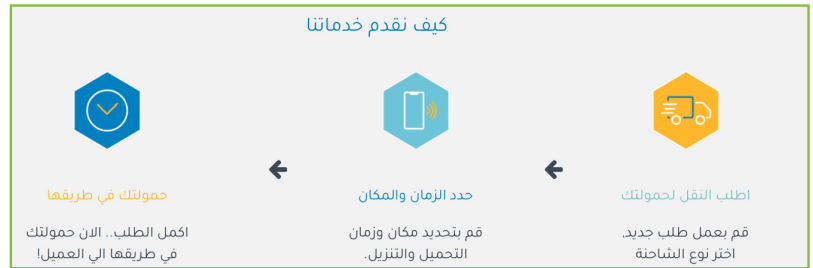 كيف نقدم خدماتنا
اطلب النقل لحمولتك
قم بعمل طلب جديد,
اختر نوع الشاحنة
حدد الزمان والمكان
قم بتحديد مكان وزمان
التحميل والتنزيل.
حمولتك في طريقها
اكمل الطلب.. الان حمولتك
في طريقها الي العميل!